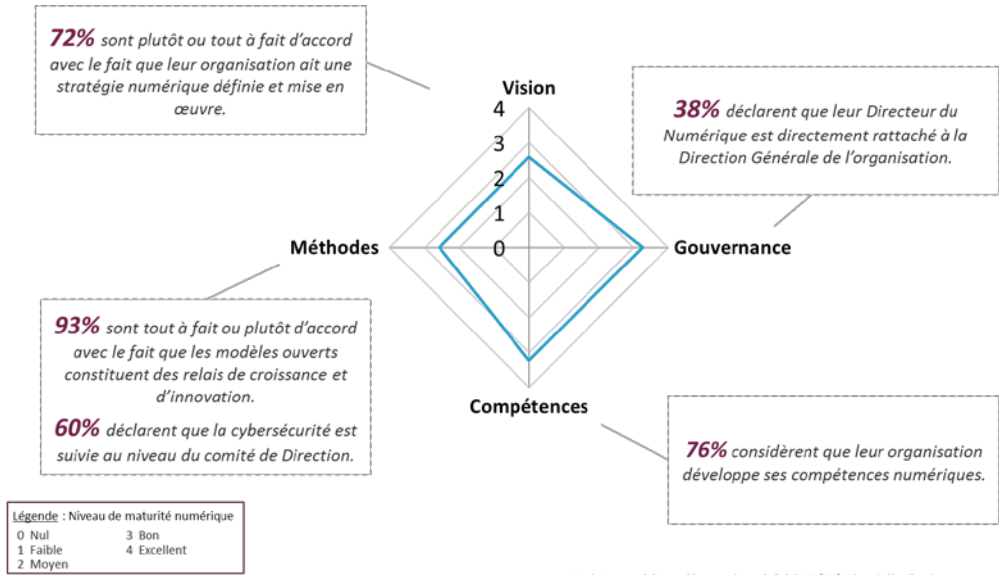 72% sont plutôt ou tout à fait d'accord
avec le fait que leur organisation ait une
stratégie numérique définie et mise en
œuvre.
Vision
38% déclarent que leur Directeur du
Numérique est directement rattaché à la
Direction Générale de l'organisation.
4
3
2
1
0
Méthodes
Gouvernance
93% sont tout à fait ou plutôt d'accord
avec le fait que les modèles ouverts
constituent des relais de croissance et
d'innovation.
60% déclarent que la cybersécurité est
suivie au niveau du comité de Direction.
Compétences
76% considèrent que leur organisation
développe ses compétences numériques.
Légende : Niveau de maturité numérique
0 Nul 3 Bon
1 Faible 4 Excellent
2 Moyen